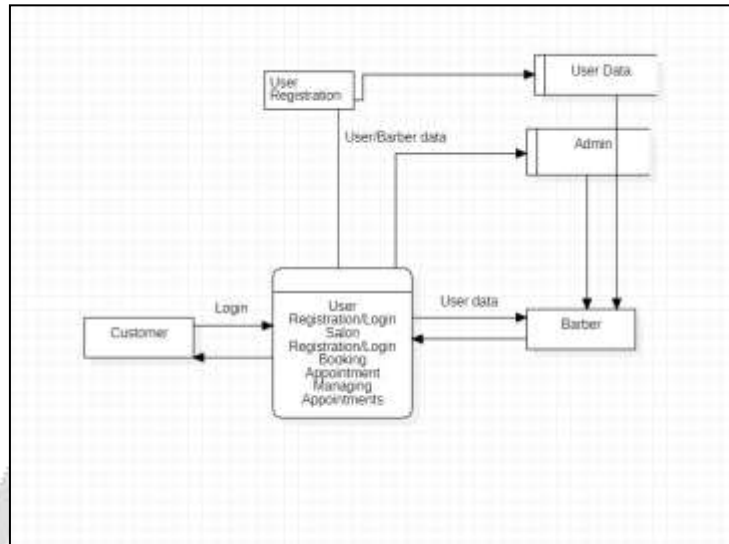 User Data
User
Registration
User/Barber data
Admin
Login
Customer
User
Registration/Login
Salon
Registration/Login
Booking
Appointment
Managing
Appointments
User data
Barber